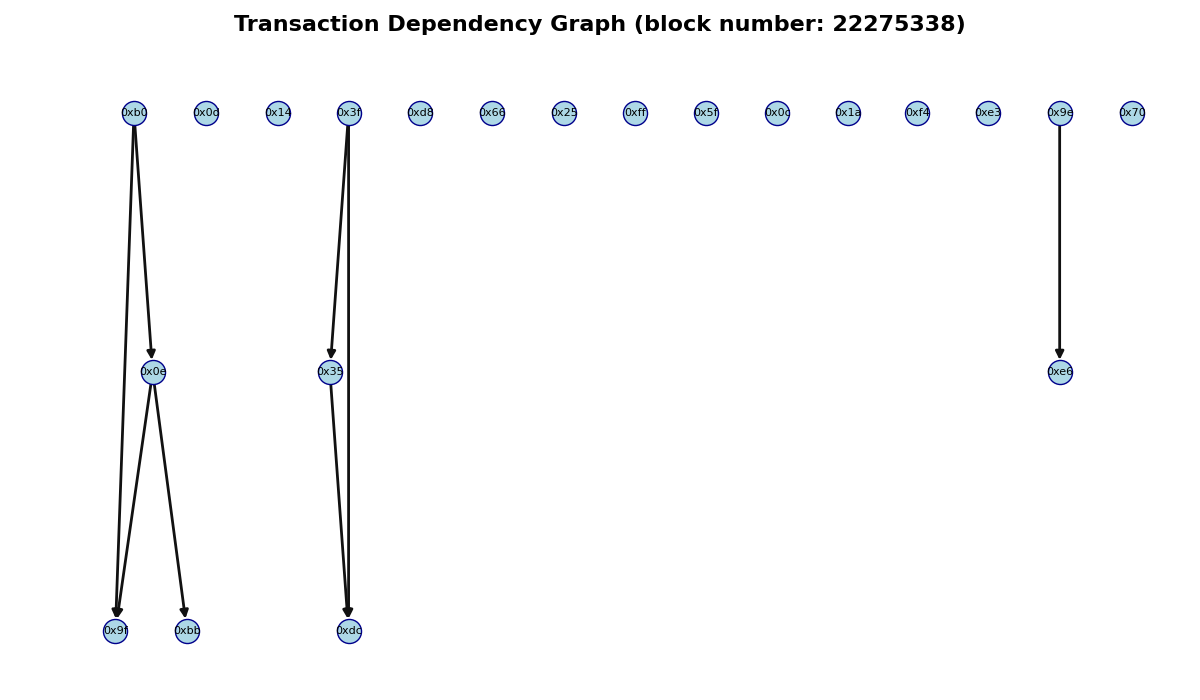 Transaction Dependency Graph (block number: 22275338)
0xb0 0x0d 0x14 0x3f 0xd8 0x66 0x25 0xff 0x5f 0x0c 0x1a 0xf4 0xe3 0x9e 0x70
0x0e 0x35 0xe6
0x9f 0xbb 0xdc